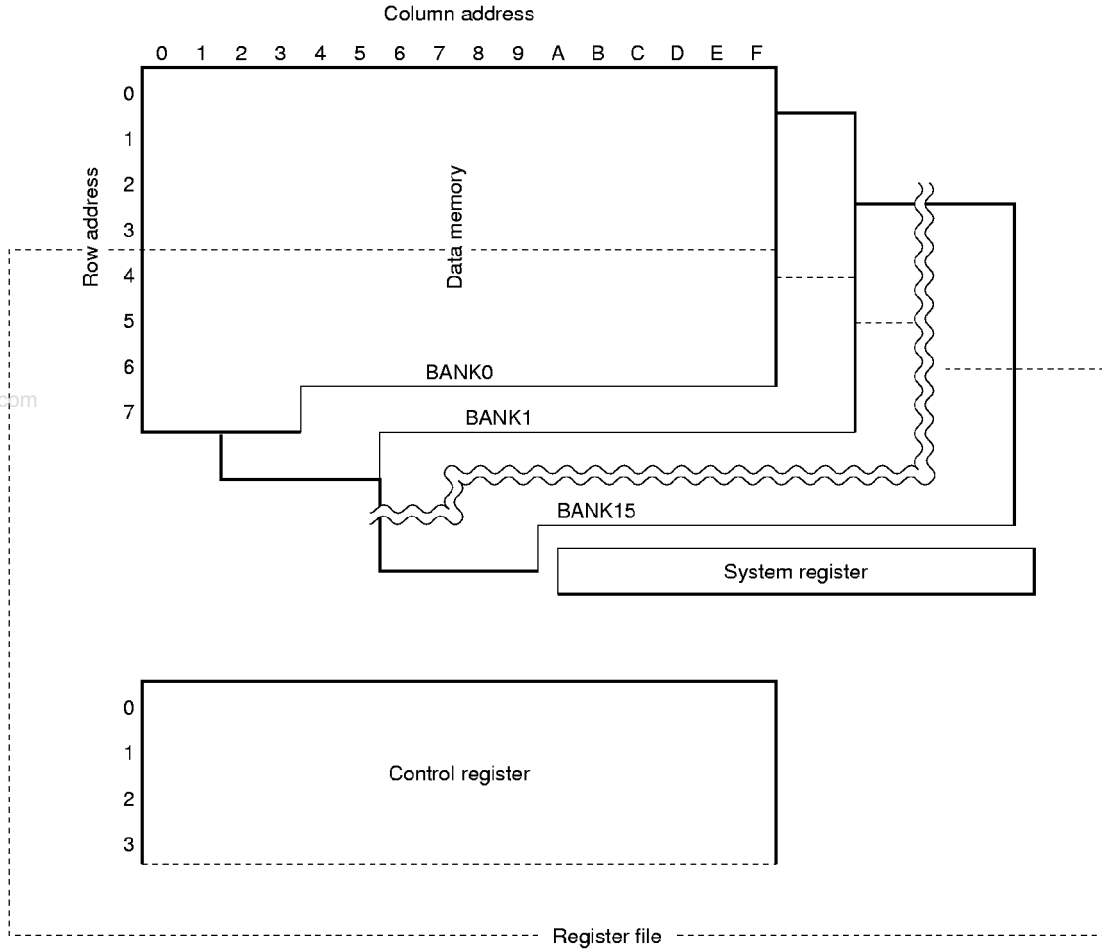 Column address
0 1 2 3 4 5 6 7 8 9 A B C D E F
0
1
2
3
4
5
6
7
Row address
Data memory
BANK0
BANK1
BANK15
System register
com
0
1
2
3
Control register
Register file